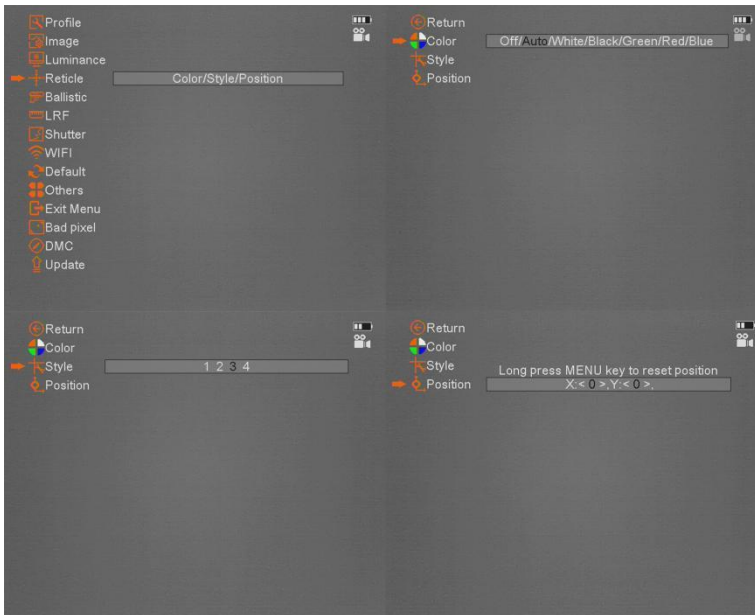 Profile
Image
Luminance
Reticle
Color/Style/Position
Ballistic
LRF
Shutter
WIFI
Default
Others
Exit Menu
Bad pixel
DMC
Update
Return
Color
Off/Auto/White/Black/Green/Red/Blue
Style
Position
Return
Color
Style
1 2 3 4
Position
Return
Color
Style
Long press MENU key to reset position
Position
X:< 0 >,Y:< 0 >,